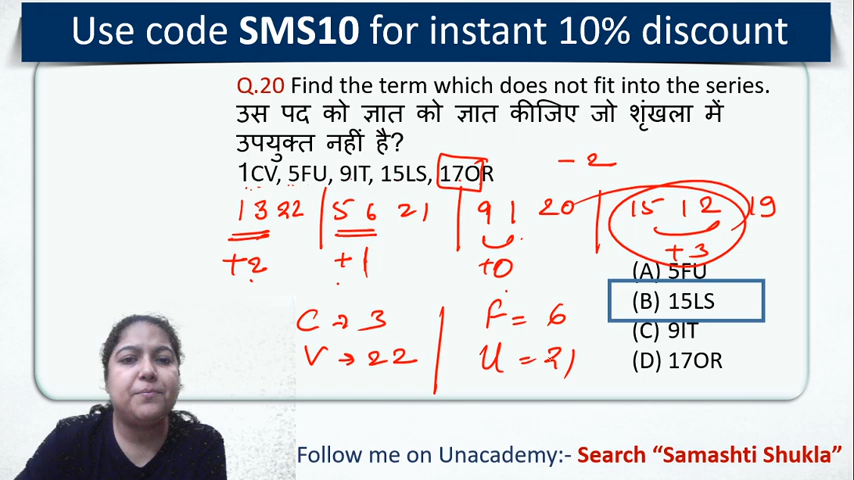 Use code SMS10 for instant 10% discount
Q.20 Find the term which does not fit into the series.
उस पद को ज्ञात को ज्ञात कीजिए जो शृंखला में
उपयुक्त नहीं है?
1CV, 5FU, 9IT, 15LS, 17OR
- 2
1 3 22 | 5 6 21 | 9 1 20 | 15 12 19
+2 +1 +0 +3
(A) 5FU
(B) 15LS
(C) 9IT
(D) 17OR
C → 3 | F = 6
V → 22 | U = 21
Follow me on Unacademy:- Search “Samashti Shukla”